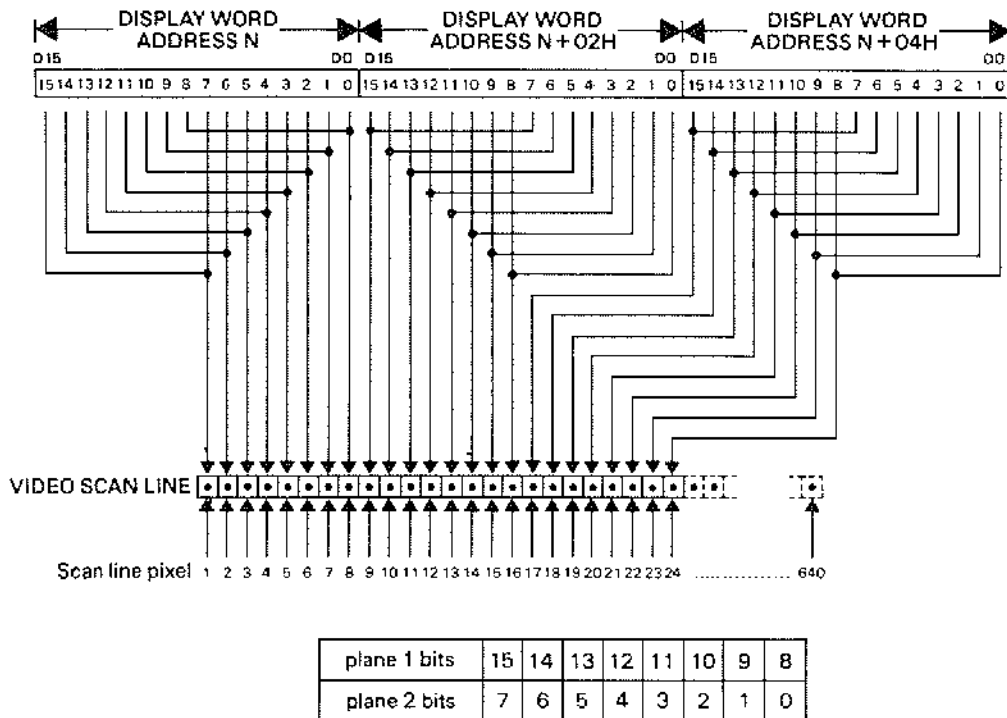 DISPLAY WORD ADDRESS N
DISPLAY WORD ADDRESS N + 02H
DISPLAY WORD ADDRESS N + 04H
D15 D0 D15 D0 D15 D0
15 14 13 12 11 10 9 8 7 6 5 4 3 2 1 0 15 14 13 12 11 10 9 8 7 6 5 4 3 2 1 0 15 14 13 12 11 10 9 8 7 6 5 4 3 2 1 0
VIDEO SCAN LINE
Scan line pixel 1 2 3 4 5 6 7 8 9 10 11 12 13 14 15 16 17 18 19 20 21 22 23 24 .................... 640
plane 1 bits 15 14 13 12 11 10 9 8
plane 2 bits 7 6 5 4 3 2 1 0